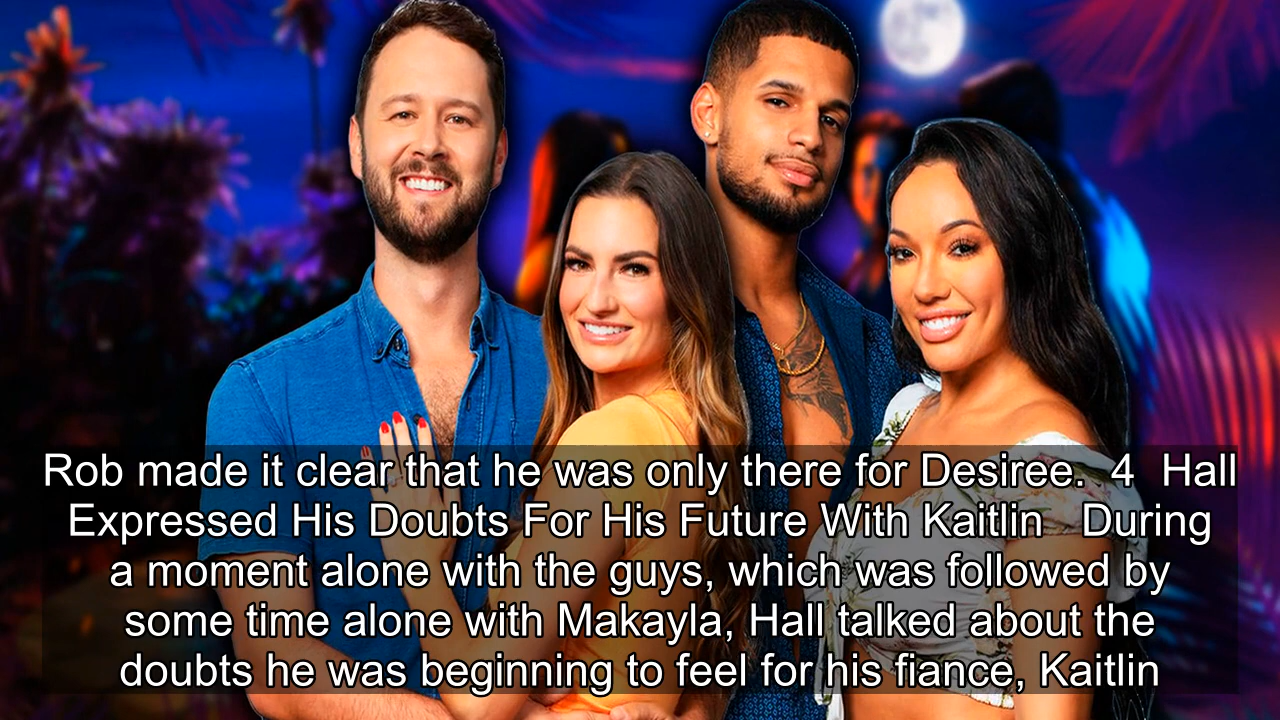 Rob made it clear that he was only there for Desiree.  4  Hall
Expressed His Doubts For His Future With Kaitlin   During
a moment alone with the guys, which was followed by
some time alone with Makayla, Hall talked about the
doubts he was beginning to feel for his fiance, Kaitlin